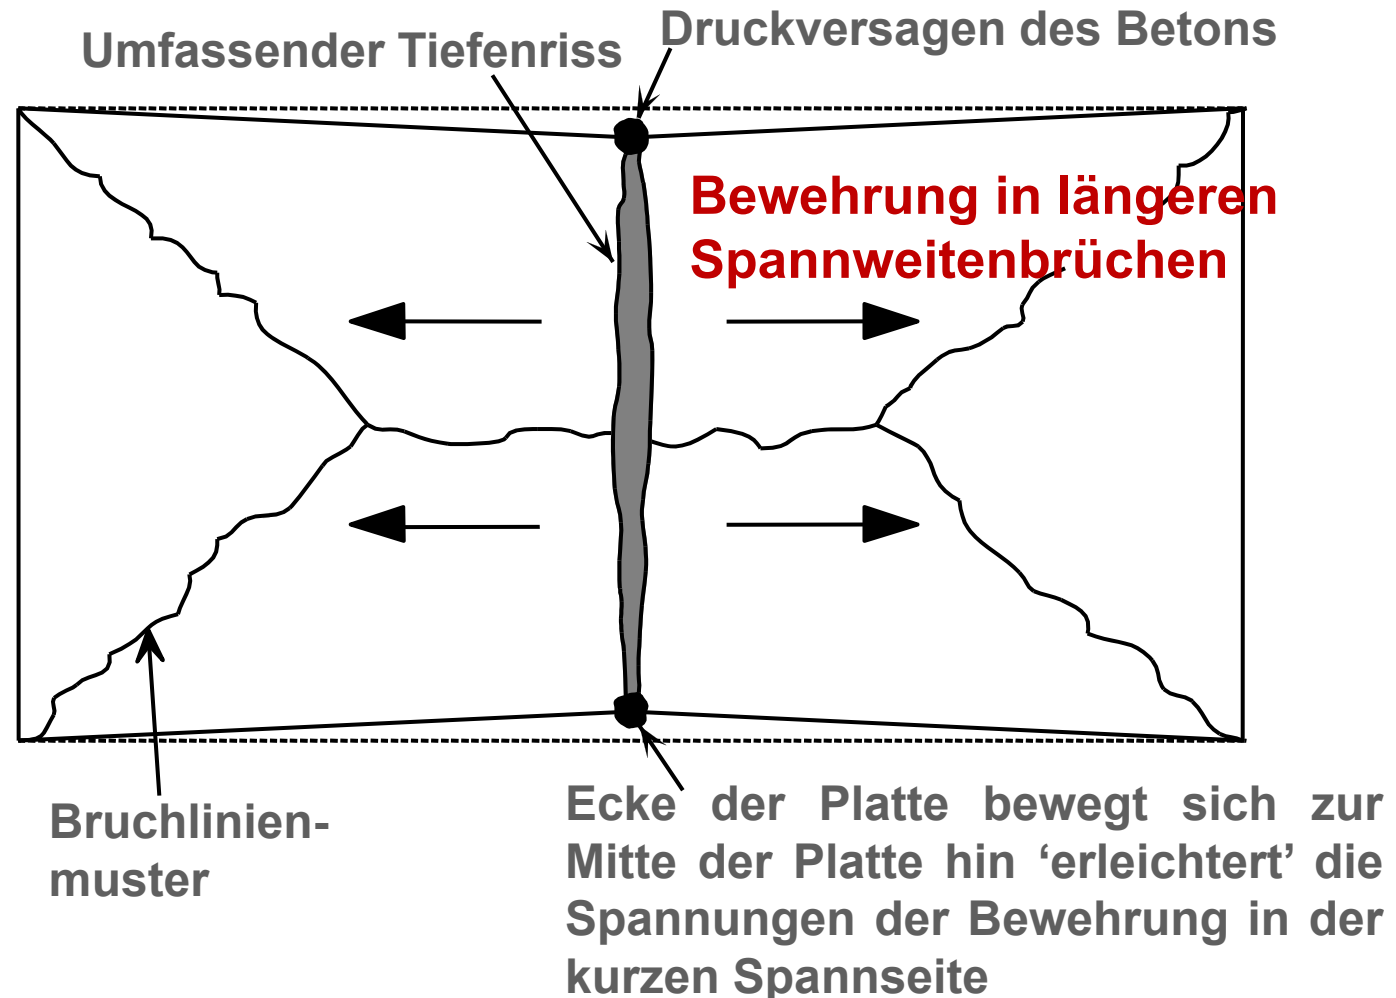 Druckversagen des Betons
Umfassender Tiefenriss
Bewehrung in längeren
Spannweitenbrüchen
Bruchlinien-
muster
Ecke der Platte bewegt sich zur
Mitte der Platte hin ‘erleichtert’ die
Spannungen der Bewehrung in der
kurzen Spannseite